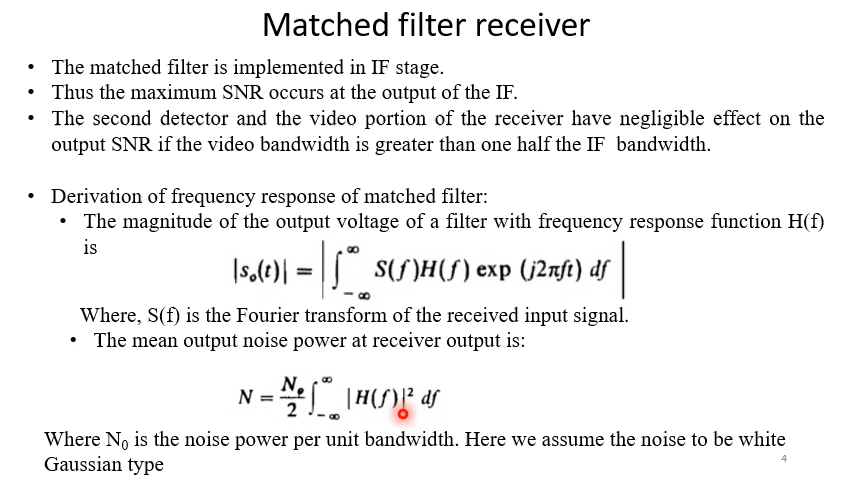 Matched filter receiver
• The matched filter is implemented in IF stage.
• Thus the maximum SNR occurs at the output of the IF.
• The second detector and the video portion of the receiver have negligible effect on the
output SNR if the video bandwidth is greater than one half the IF bandwidth.
• Derivation of frequency response of matched filter:
• The magnitude of the output voltage of a filter with frequency response function H(f)
is
|sₒ(t)| = | ∫_{-∞}^{∞} S(f)H(f) exp (j2πft) df |
Where, S(f) is the Fourier transform of the received input signal.
• The mean output noise power at receiver output is:
N = N₀/2 ∫_{-∞}^{∞} |H(f)|² df
Where N₀ is the noise power per unit bandwidth. Here we assume the noise to be white
Gaussian type
4